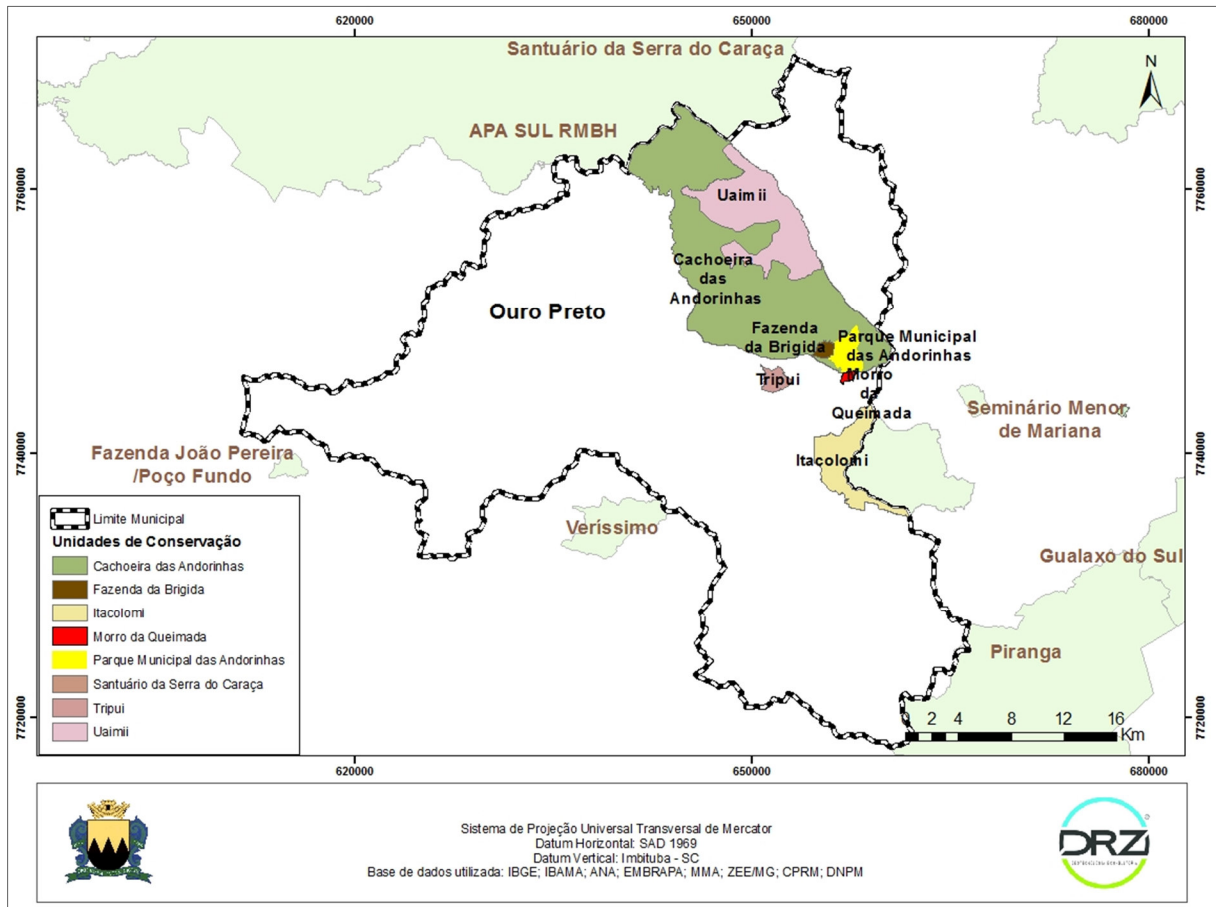 620000 650000 680000
Santuário da Serra do Caraça
N
APA SUL RMBH
7760000 7760000
Uaimii
Cachoeira
das
Andorinhas
Ouro Preto
Fazenda
da Brigida
Parque Municipal
das Andorinhas
Tripui
Morro
da
Queimada
Seminário Menor
de Mariana
7740000 7740000
Fazenda João Pereira
/Poço Fundo
Itacolomi
Veríssimo
Gualaxo do Sul
Piranga
Limite Municipal
Unidades de Conservação
Cachoeira das Andorinhas
Fazenda da Brigida
Itacolomi
Morro da Queimada
Parque Municipal das Andorinhas
Santuário da Serra do Caraça
Tripui
Uaimii
2 4 8 12 16
Km
7720000 7720000
620000 650000 680000
Sistema de Projeção Universal Transversal de Mercator
Datum Horizontal: SAD 1969
Datum Vertical: Imbituba - SC
Base de dados utilizada: IBGE; IBAMA; ANA; EMBRAPA; MMA; ZEE/MG; CPRM; DNPM
DRZ